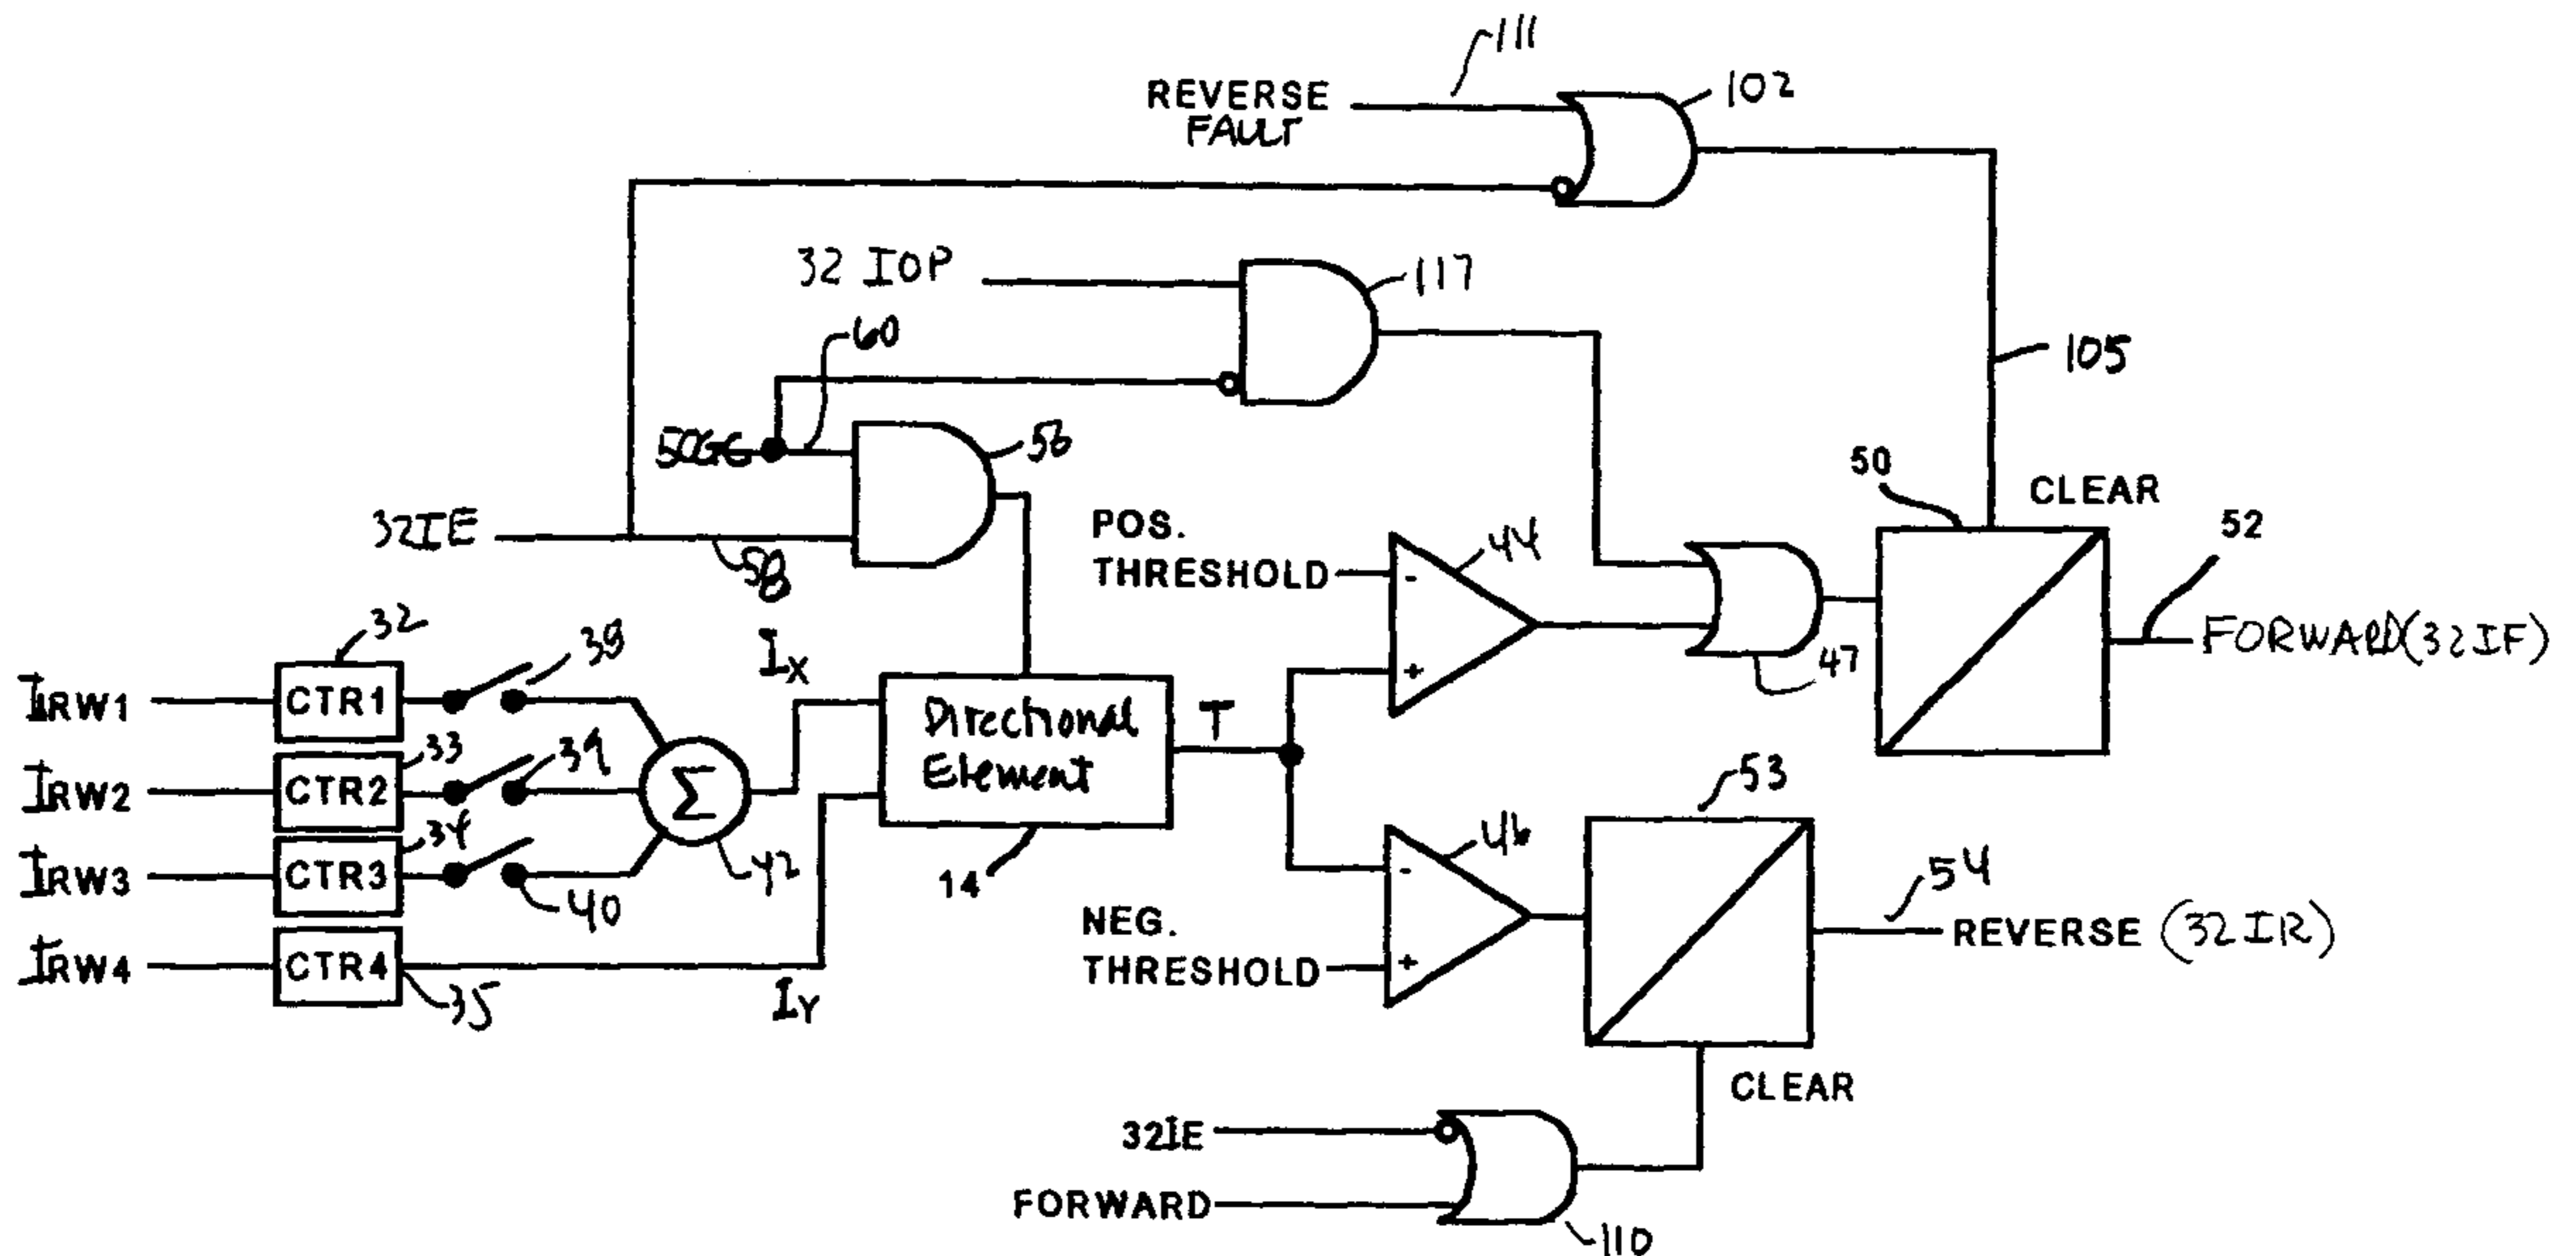 111
REVERSE
FAULT
102
32 IOP
117
60
105
50GC
56
50
CLEAR
32IE
58
POS.
THRESHOLD
-
+
44
52
FORWARD (32IF)
47
32
38
IX
IRW1
CTR1
Directional
Element
T
33
39
IRW2
CTR2
Σ
53
34
IRW3
CTR3
40
42
14
46
NEG.
THRESHOLD
-
+
54
REVERSE (32IR)
IRW4
CTR4
35
IY
CLEAR
32IE
FORWARD
110